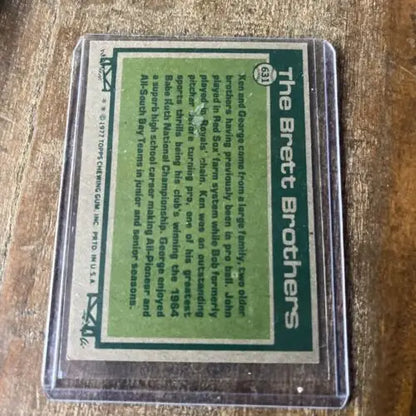 631
The Brett Brothers
Ken and George come from a large family, two older
brothers having previously been in pro ball. John
played in Red Sox' farm system while Bob formerly
played in Royals' chain. Ken was an outstanding
pitcher before turning pro, one of his greatest
sports thrills being his club's winning the 1964
Babe Ruth National Championship. George enjoyed
a superb high school career making All-Pioneer and
All-South Bay Teams in junior and senior seasons.
** © 1977 TOPPS CHEWING GUM, INC. PRTD. IN U.S.A.